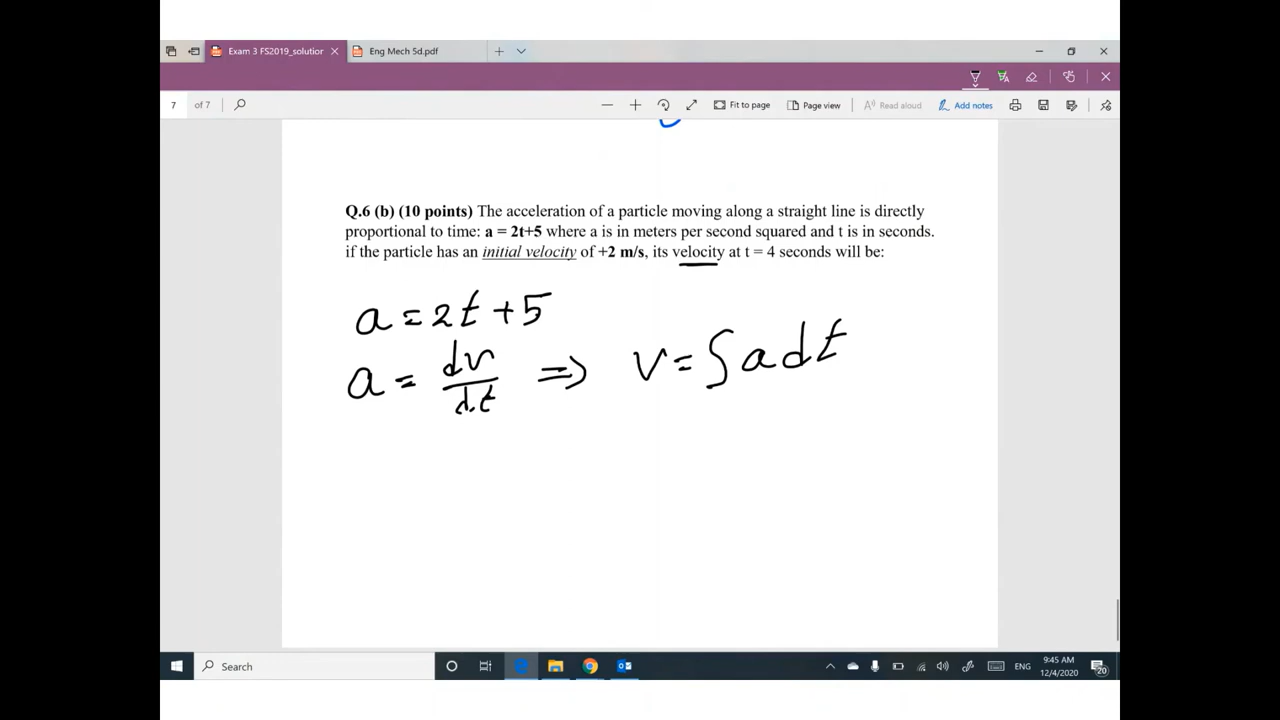 Exam 3 FS2019_solution
Eng Mech 5d.pdf
7 of 7
Fit to page
Page view
Read aloud
Add notes
Q.6 (b) (10 points) The acceleration of a particle moving along a straight line is directly
proportional to time: a = 2t+5 where a is in meters per second squared and t is in seconds.
if the particle has an initial velocity of +2 m/s, its velocity at t = 4 seconds will be:
a = 2t + 5
a = dv/dt ⇒ v = ∫ a dt
Search
ENG
9:45 AM
12/4/2020
20